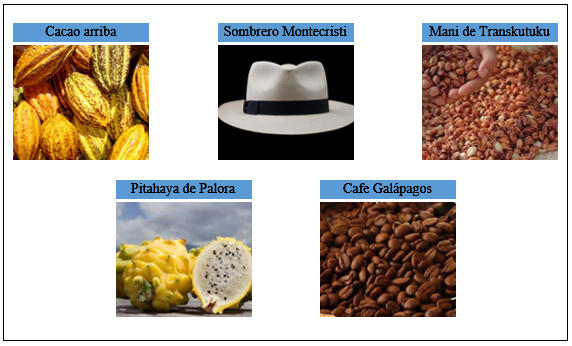 Cacao arriba
Sombrero Montecristi
Mani de Transkutuku
Pitahaya de Palora
Cafe Galápagos